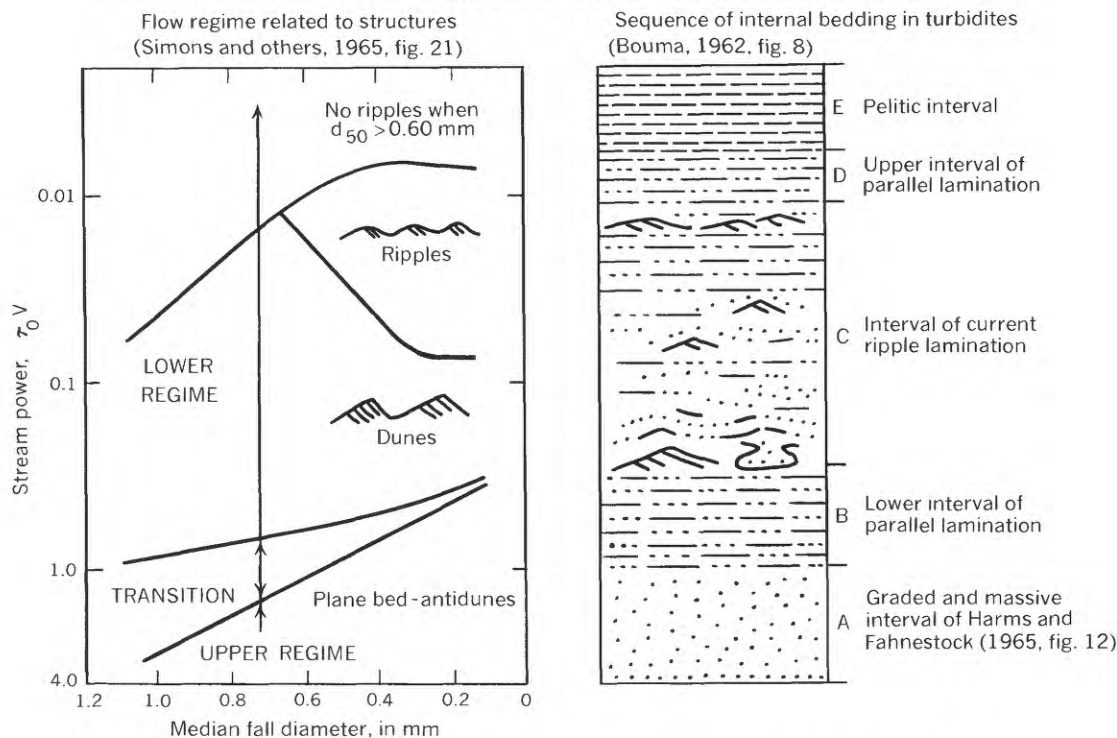 Flow regime related to structures
(Simons and others, 1965, fig. 21)
No ripples when
d50 >0.60 mm
0.01
Ripples
LOWER
REGIME
0.1
Dunes
Stream power, τ0 V
1.0
TRANSITION
Plane bed-antidunes
UPPER REGIME
4.0
1.2 1.0 0.8 0.6 0.4 0.2 0
Median fall diameter, in mm
Sequence of internal bedding in turbidites
(Bouma, 1962, fig. 8)
E Pelitic interval
D Upper interval of
parallel lamination
C Interval of current
ripple lamination
B Lower interval of
parallel lamination
A Graded and massive
interval of Harms and
Fahnestock (1965, fig. 12)